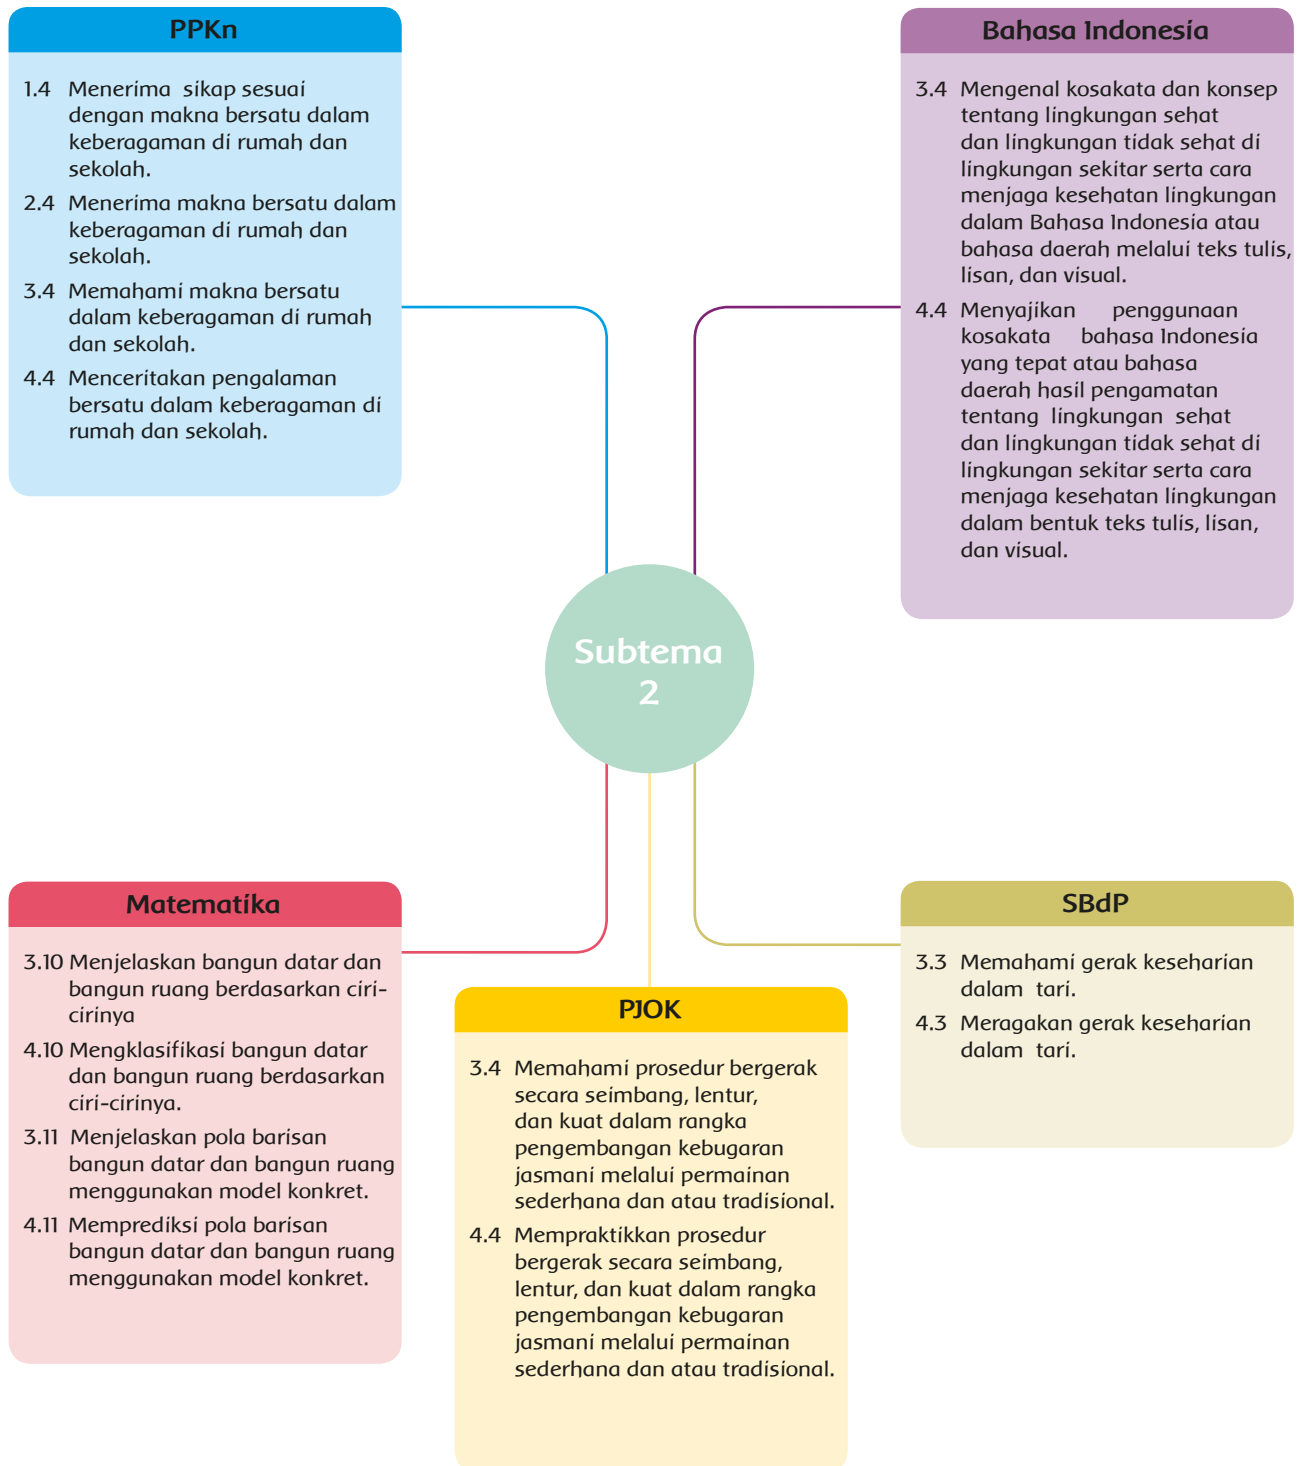 PPKn
1.4 Menerima sikap sesuai
dengan makna bersatu dalam
keberagaman di rumah dan
sekolah.
2.4 Menerima makna bersatu dalam
keberagaman di rumah dan
sekolah.
3.4 Memahami makna bersatu
dalam keberagaman di rumah
dan sekolah.
4.4 Menceritakan pengalaman
bersatu dalam keberagaman di
rumah dan sekolah.
Bahasa Indonesia
3.4 Mengenal kosakata dan konsep
tentang lingkungan sehat
dan lingkungan tidak sehat di
lingkungan sekitar serta cara
menjaga kesehatan lingkungan
dalam Bahasa Indonesia atau
bahasa daerah melalui teks tulis,
lisan, dan visual.
4.4 Menyajikan penggunaan
kosakata bahasa Indonesia
yang tepat atau bahasa
daerah hasil pengamatan
tentang lingkungan sehat
dan lingkungan tidak sehat di
lingkungan sekitar serta cara
menjaga kesehatan lingkungan
dalam bentuk teks tulis, lisan,
dan visual.
Subtema
2
Matematika
3.10 Menjelaskan bangun datar dan
bangun ruang berdasarkan ciri-
cirinya
4.10 Mengklasifikasi bangun datar
dan bangun ruang berdasarkan
ciri-cirinya.
3.11 Menjelaskan pola barisan
bangun datar dan bangun ruang
menggunakan model konkret.
4.11 Memprediksi pola barisan
bangun datar dan bangun ruang
menggunakan model konkret.
PJOK
3.4 Memahami prosedur bergerak
secara seimbang, lentur,
dan kuat dalam rangka
pengembangan kebugaran
jasmani melalui permainan
sederhana dan atau tradisional.
4.4 Mempraktikkan prosedur
bergerak secara seimbang,
lentur, dan kuat dalam rangka
pengembangan kebugaran
jasmani melalui permainan
sederhana dan atau tradisional.
SBdP
3.3 Memahami gerak keseharian
dalam tari.
4.3 Meragakan gerak keseharian
dalam tari.